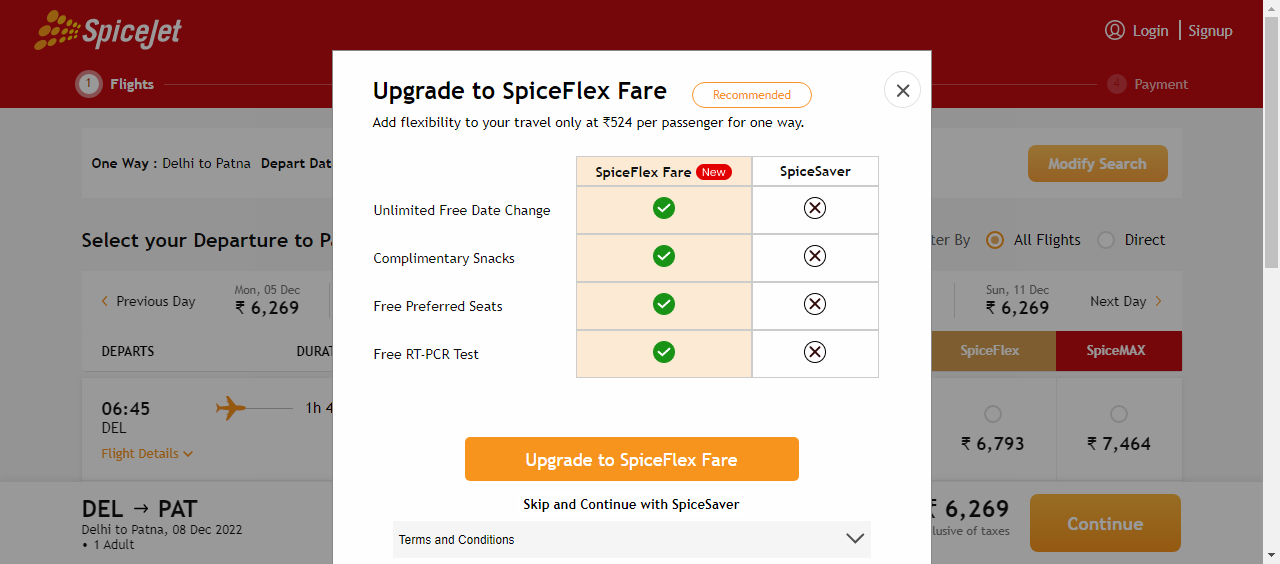 SpiceJet
Login | Signup
1 Flights
4 Payment
Upgrade to SpiceFlex Fare Recommended
Add flexibility to your travel only at ₹524 per passenger for one way.
One Way : Delhi to Patna Depart Dat
Modify Search
SpiceFlex Fare New SpiceSaver
Unlimited Free Date Change
Complimentary Snacks
Free Preferred Seats
Free RT-PCR Test
Select your Departure to P
By All Flights Direct
Previous Day
Mon, 05 Dec
₹ 6,269
Sun, 11 Dec
₹ 6,269
Next Day
DEPARTS
SpiceFlex SpiceMAX
06:45
DEL
1h 4
Flight Details
₹ 6,793 ₹ 7,464
Upgrade to SpiceFlex Fare
Skip and Continue with SpiceSaver
Terms and Conditions
DEL → PAT
Delhi to Patna, 08 Dec 2022
• 1 Adult
₹ 6,269
of taxes
Continue